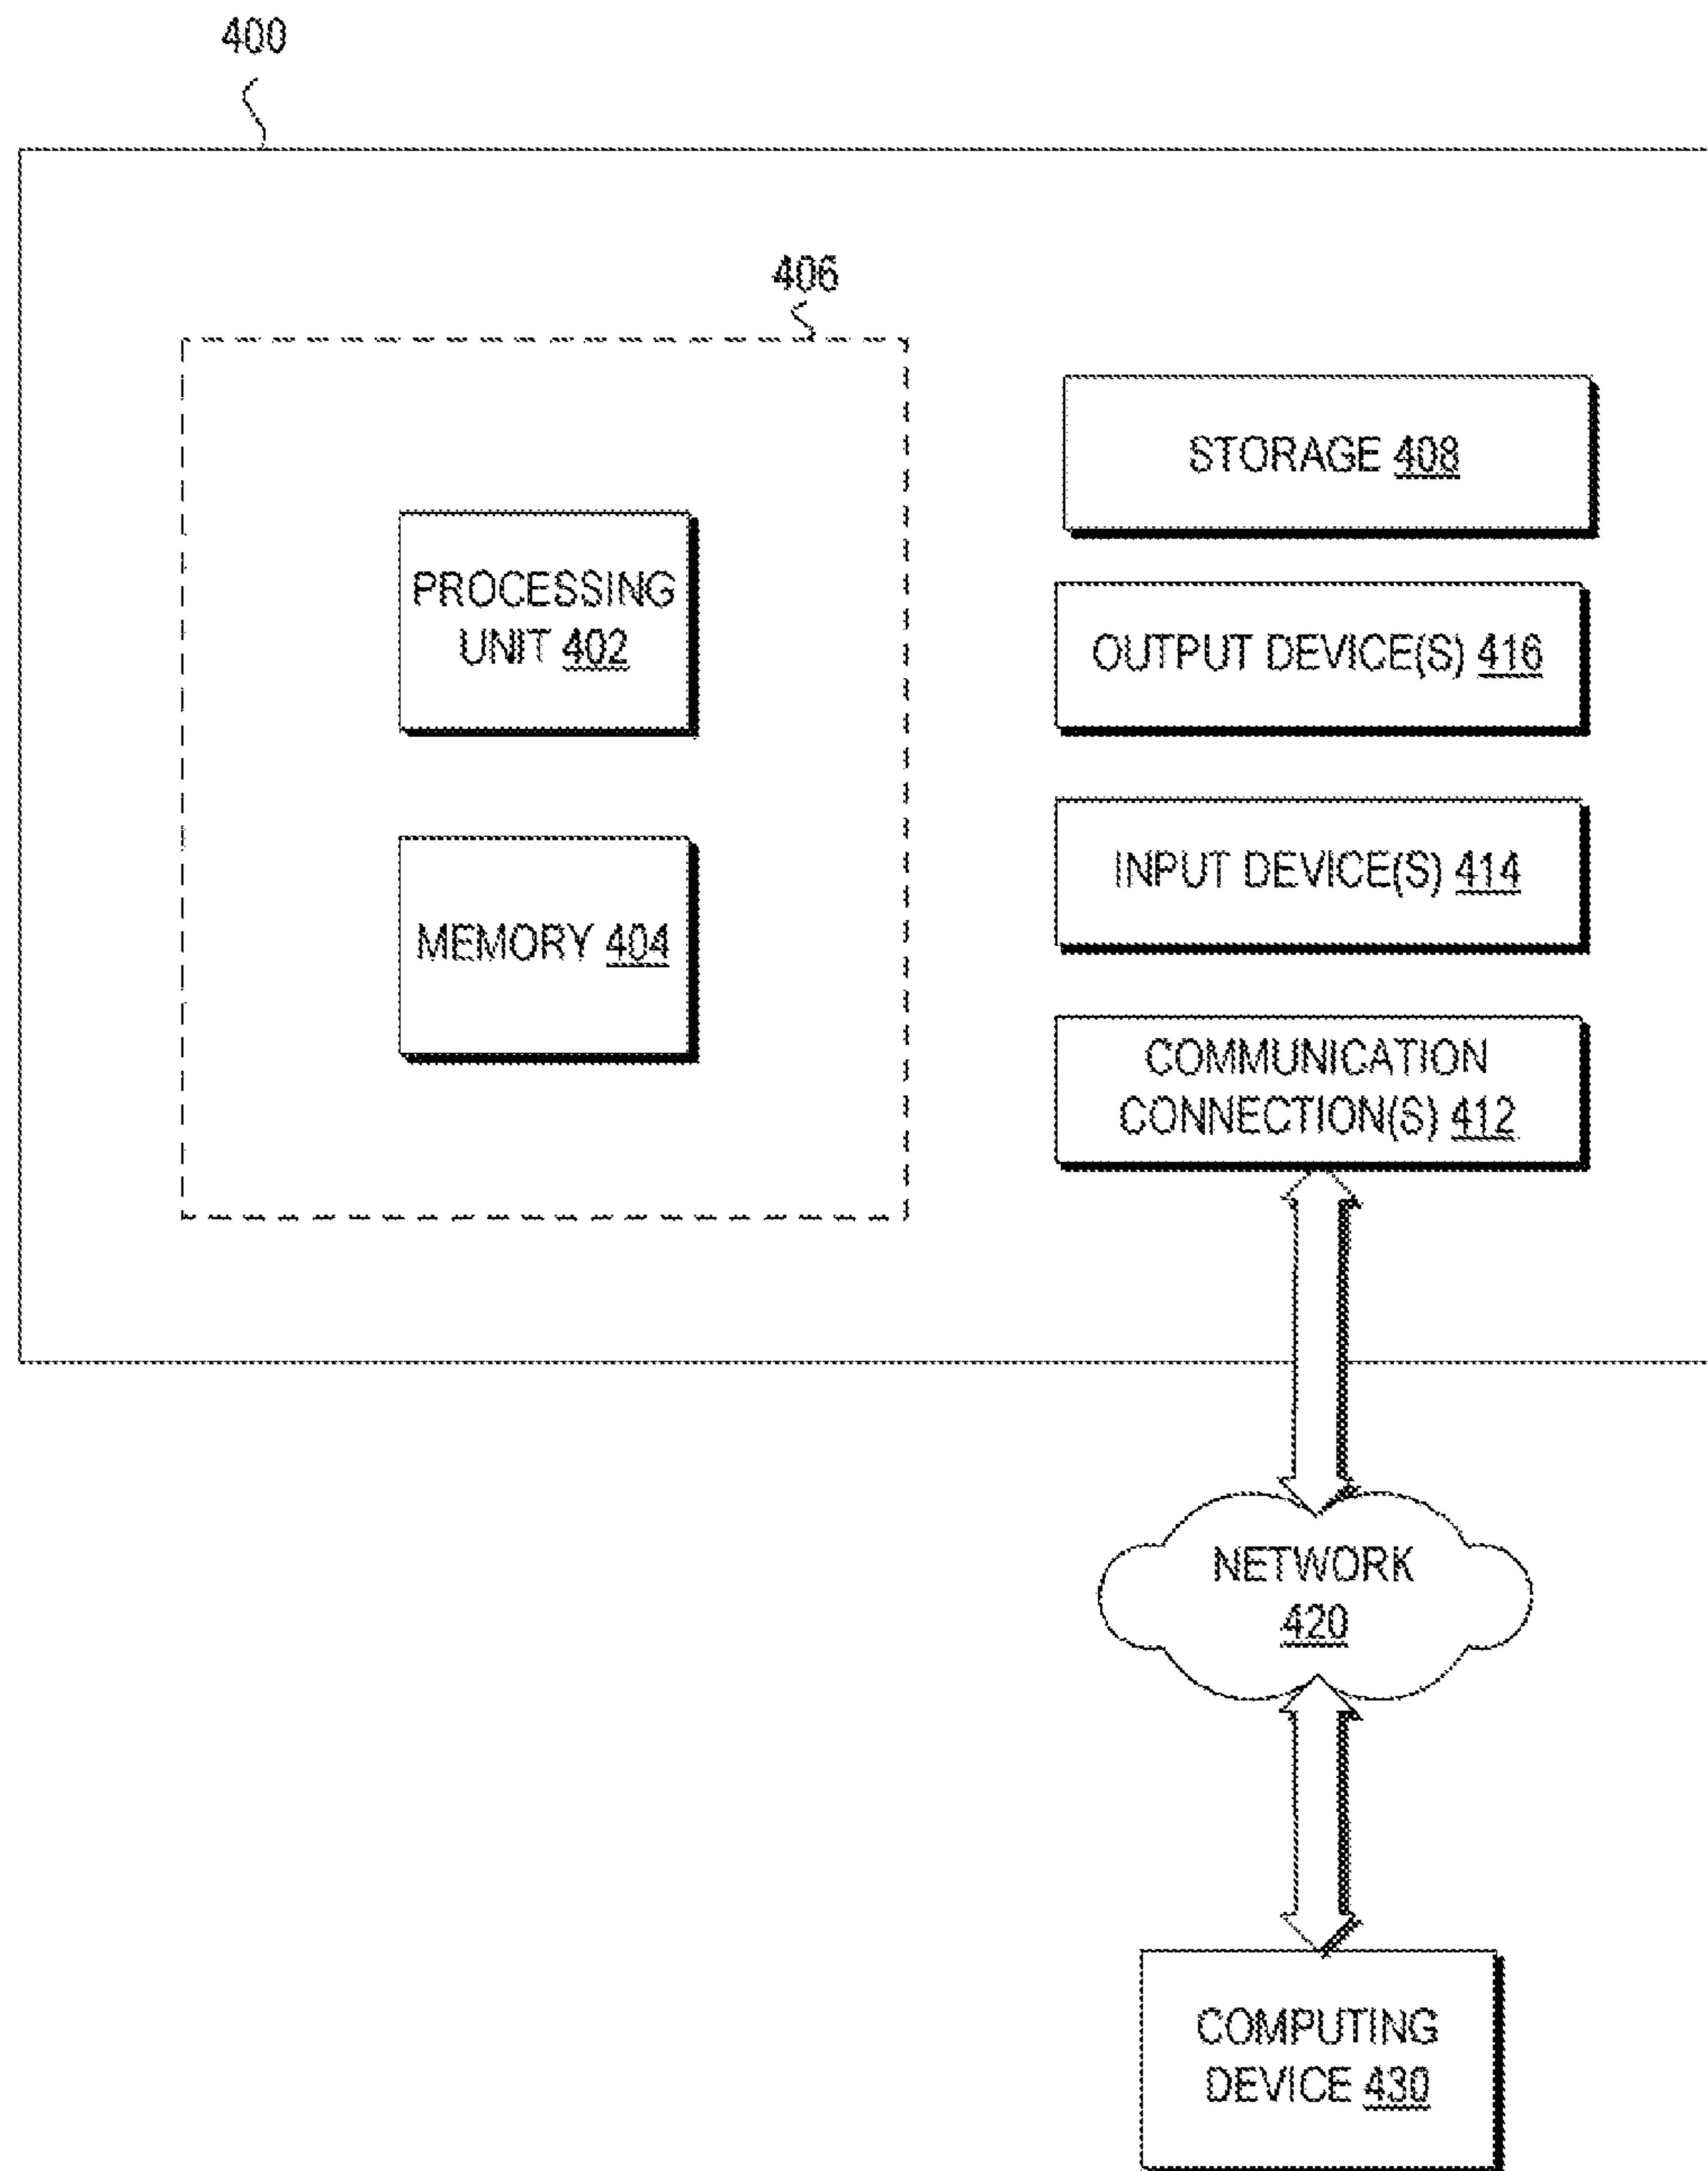 400
406
STORAGE 408
PROCESSING
UNIT 402
OUTPUT DEVICE(S) 416
INPUT DEVICE(S) 414
MEMORY 404
COMMUNICATION
CONNECTION(S) 412
NETWORK
420
COMPUTING
DEVICE 430